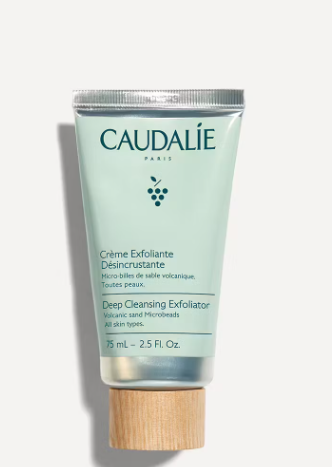 CAUDALÍE
PARIS
Crème Exfoliante
Désincrustante
Micro-billes de sable volcanique.
Toutes peaux.
Deep Cleansing Exfoliator
Volcanic sand Microbeads
All skin types.
75 mL – 2.5 Fl. Oz.